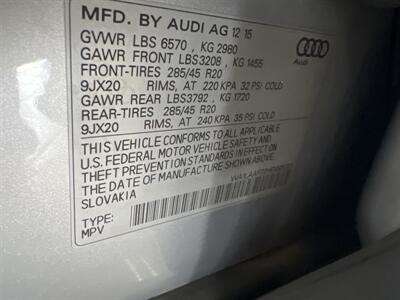 MFD. BY AUDI AG 12 15
GVWR LBS 6570 , KG 2980
GAWR FRONT LBS3208 , KG 1455
FRONT-TIRES 285/45 R20
9JX20 RIMS, AT 220 KPA 32 PSI COLD
GAWR REAR LBS3792 , KG 1720
REAR-TIRES 285/45 R20
9JX20 RIMS, AT 240 KPA 35 PSI COLD
Audi
THIS VEHICLE CONFORMS TO ALL APPLICABLE
U.S. FEDERAL MOTOR VEHICLE SAFETY AND
THEFT PREVENTION STANDARDS IN EFFECT ON
THE DATE OF MANUFACTURE SHOWN ABOVE.
SLOVAKIA
TYPE:
MPV